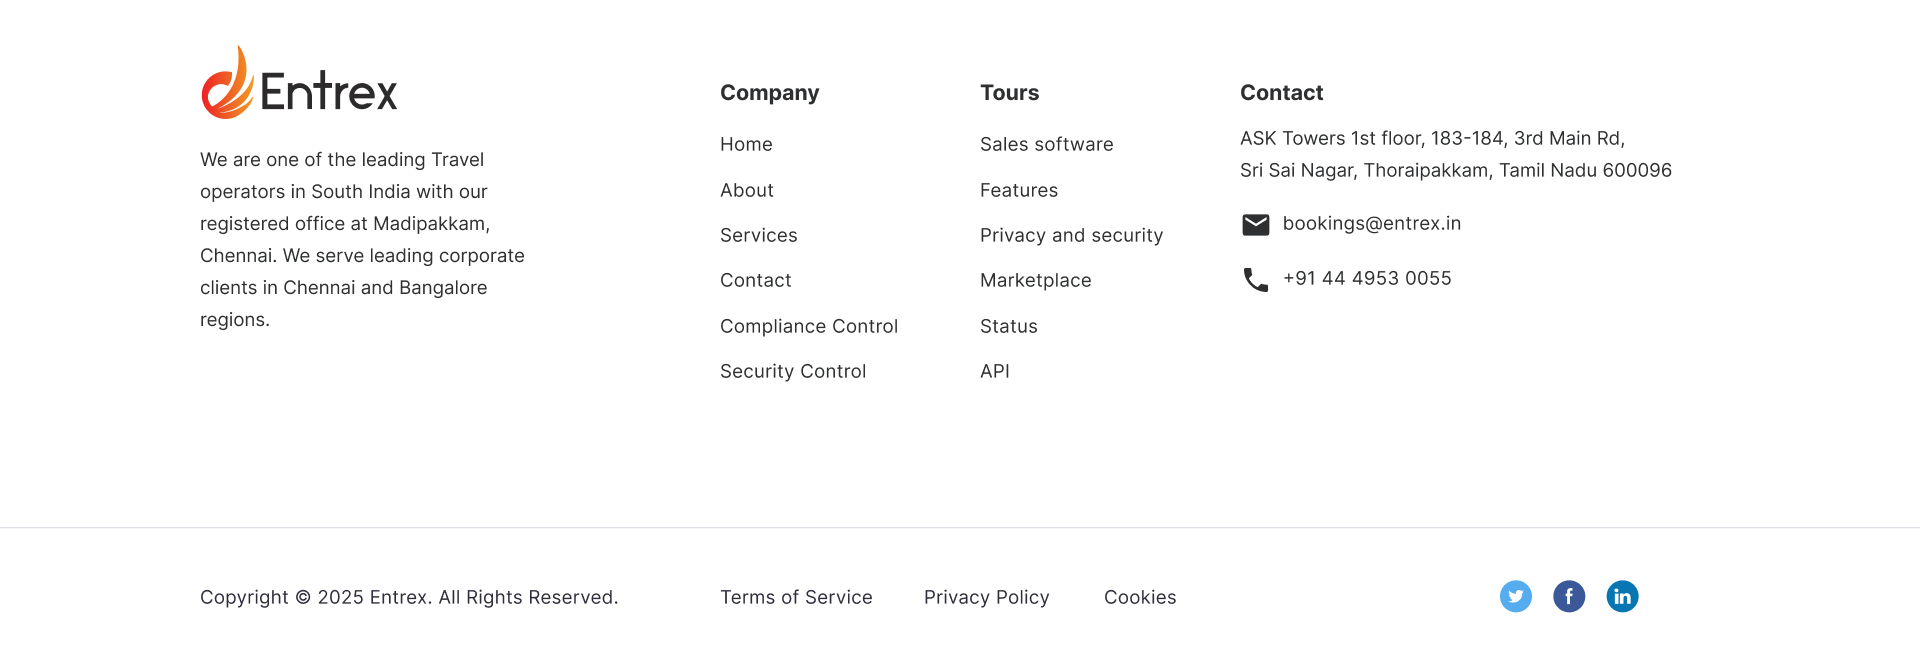 Entrex
We are one of the leading Travel
operators in South India with our
registered office at Madipakkam,
Chennai. We serve leading corporate
clients in Chennai and Bangalore
regions.
Company
Home
About
Services
Contact
Compliance Control
Security Control
Tours
Sales software
Features
Privacy and security
Marketplace
Status
API
Contact
ASK Towers 1st floor, 183-184, 3rd Main Rd,
Sri Sai Nagar, Thoraipakkam, Tamil Nadu 600096
bookings@entrex.in
+91 44 4953 0055
Copyright © 2025 Entrex. All Rights Reserved.
Terms of Service
Privacy Policy
Cookies